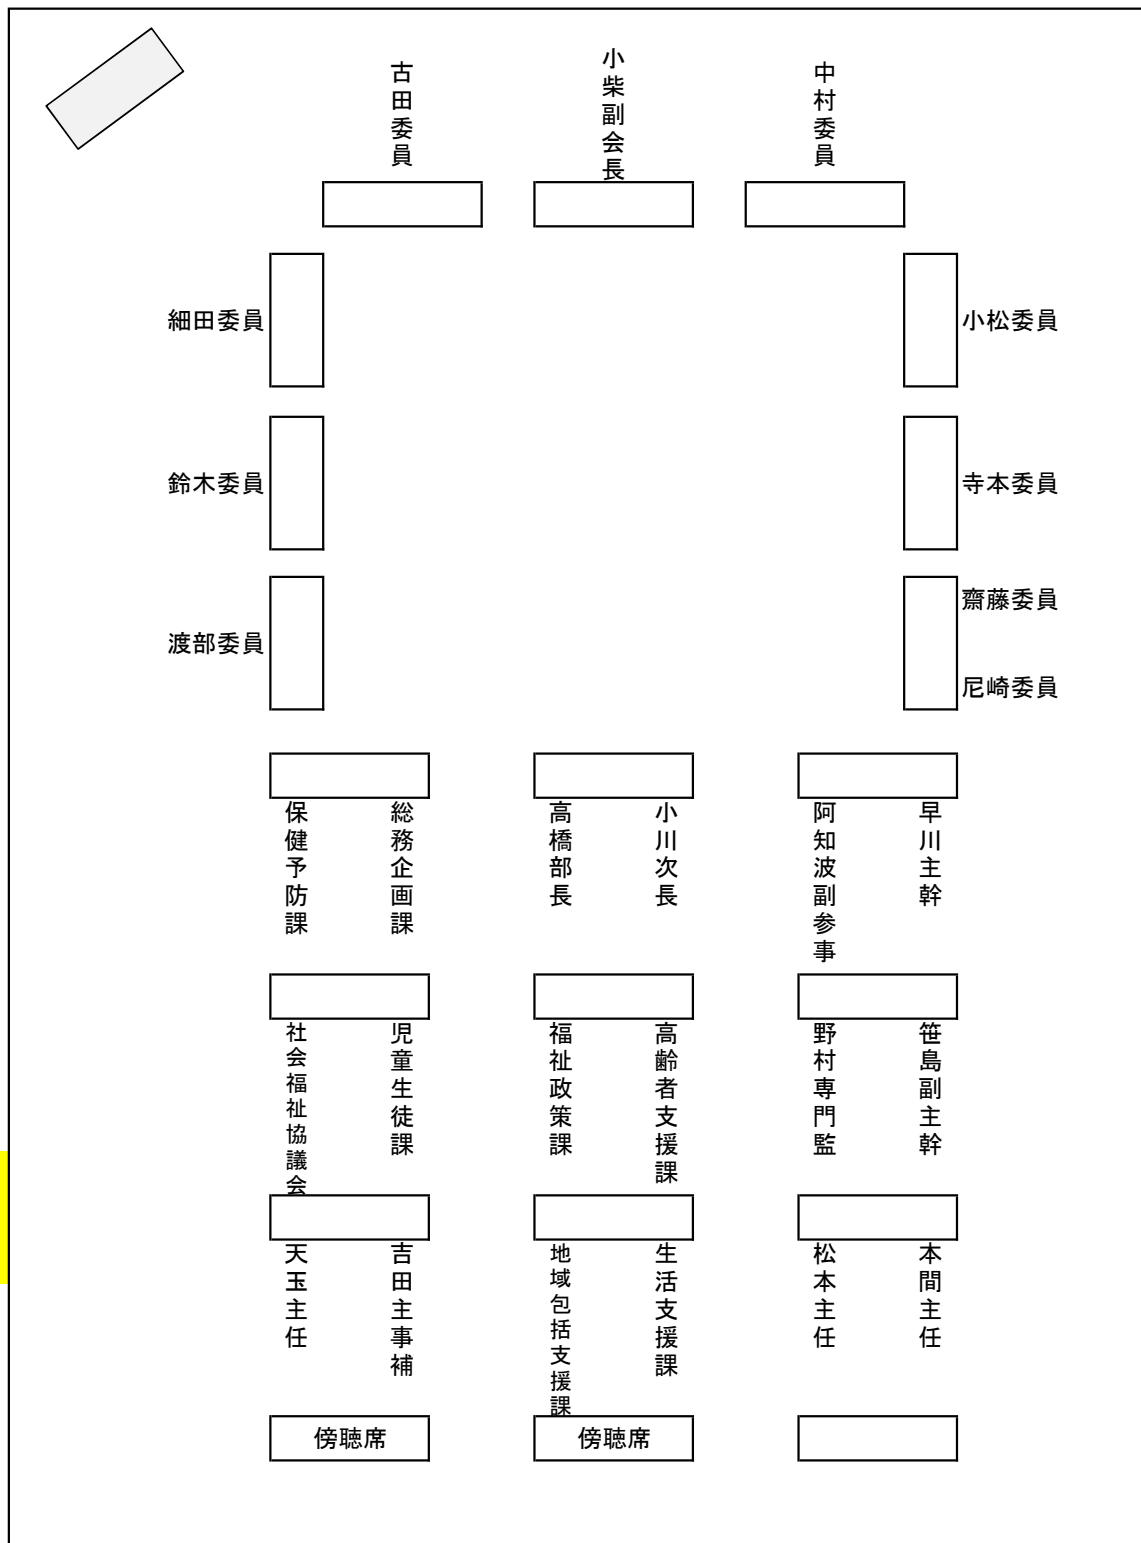 古田委員
小柴副会長
中村委員
細田委員
小松委員
鈴木委員
寺本委員
渡部委員
齋藤委員
尼崎委員
保健予防課
総務企画課
高橋部長
小川次長
阿知波副参事
早川主幹
社会福祉協議会
児童生徒課
福祉政策課
高齢者支援課
野村専門監
笹島副主幹
天玉主任
吉田主事補
地域包括支援課
生活支援課
松本主任
本間主任
傍聴席
傍聴席